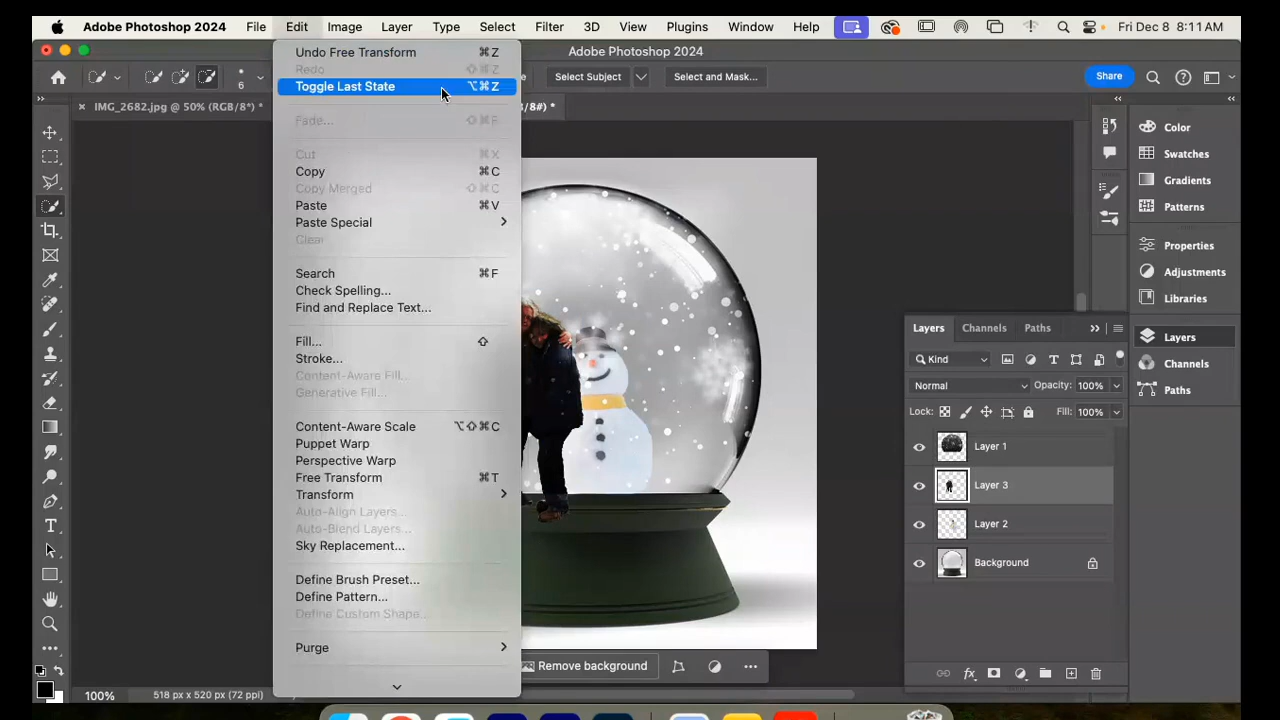 Adobe Photoshop 2024 File Edit Image Layer Type Select Filter 3D View Plugins Window Help Fri Dec 8 8:11 AM
Adobe Photoshop 2024
6 Select Subject Select and Mask... Share
IMG_2682.jpg @ 50% (RGB/8*) *
/8#) *
Undo Free Transform ⌘Z
Redo ⇧⌘Z
Toggle Last State ⌥⌘Z
Fade... ⇧⌘F
Cut ⌘X
Copy ⌘C
Copy Merged ⇧⌘C
Paste ⌘V
Paste Special
Clear
Search ⌘F
Check Spelling...
Find and Replace Text...
Fill... ⇧
Stroke...
Content-Aware Fill...
Generative Fill...
Content-Aware Scale ⌥⇧⌘C
Puppet Warp
Perspective Warp
Free Transform ⌘T
Transform
Auto-Align Layers...
Auto-Blend Layers...
Sky Replacement...
Define Brush Preset...
Define Pattern...
Define Custom Shape...
Purge
Remove background
Color
Swatches
Gradients
Patterns
Properties
Adjustments
Libraries
Layers
Channels
Paths
Layers Channels Paths
Kind
Normal Opacity: 100%
Lock: Fill: 100%
Layer 1
Layer 3
Layer 2
Background
100% 518 px x 520 px (72 ppi)